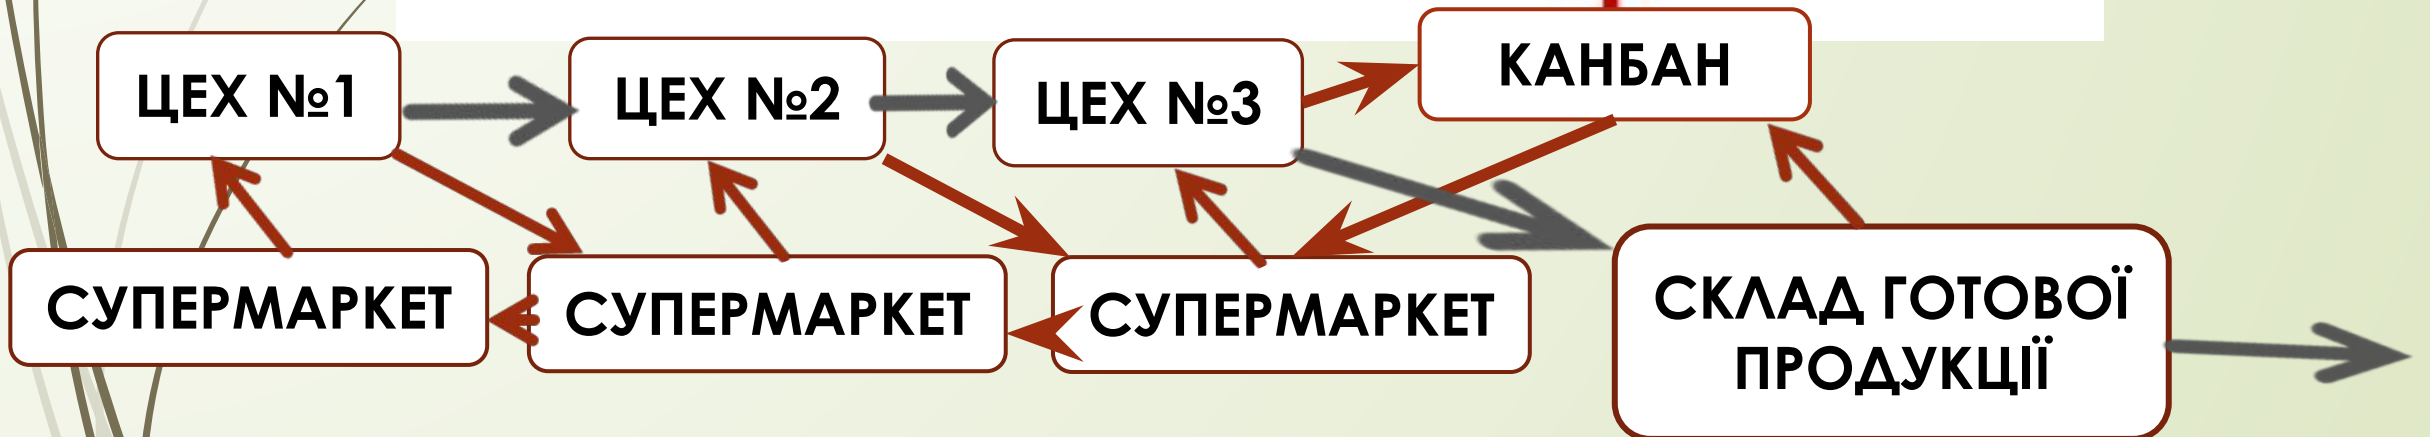 ЦЕХ №1
ЦЕХ №2
ЦЕХ №3
КАНБАН
СУПЕРМАРКЕТ
СУПЕРМАРКЕТ
СУПЕРМАРКЕТ
СКЛАД ГОТОВОЇ
ПРОДУКЦІЇ